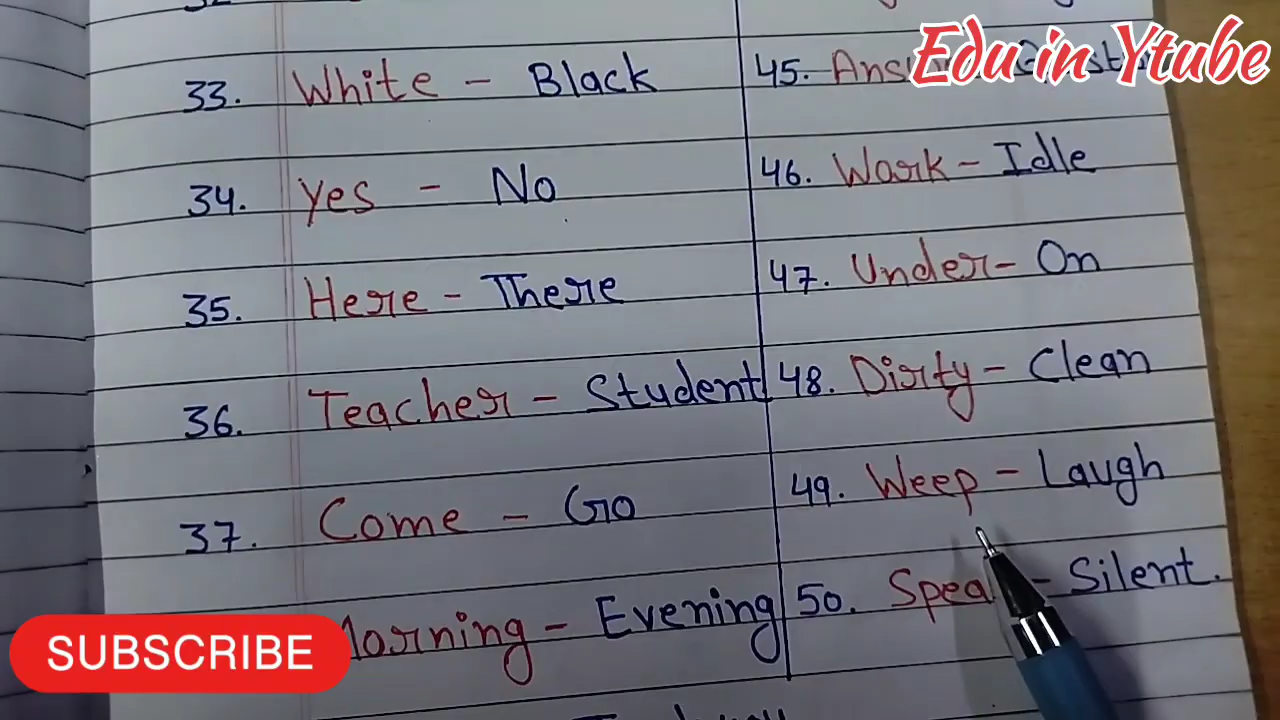 Edu in Ytube
33. White - Black
34. Yes - No
35. Here - There
36. Teacher - Student
37. Come - Go
Morning - Evening
45.
46. Work - Idle
47. Under - On
48. Dirty - Clean
49. Weep - Laugh
50. Spea - Silent.
SUBSCRIBE